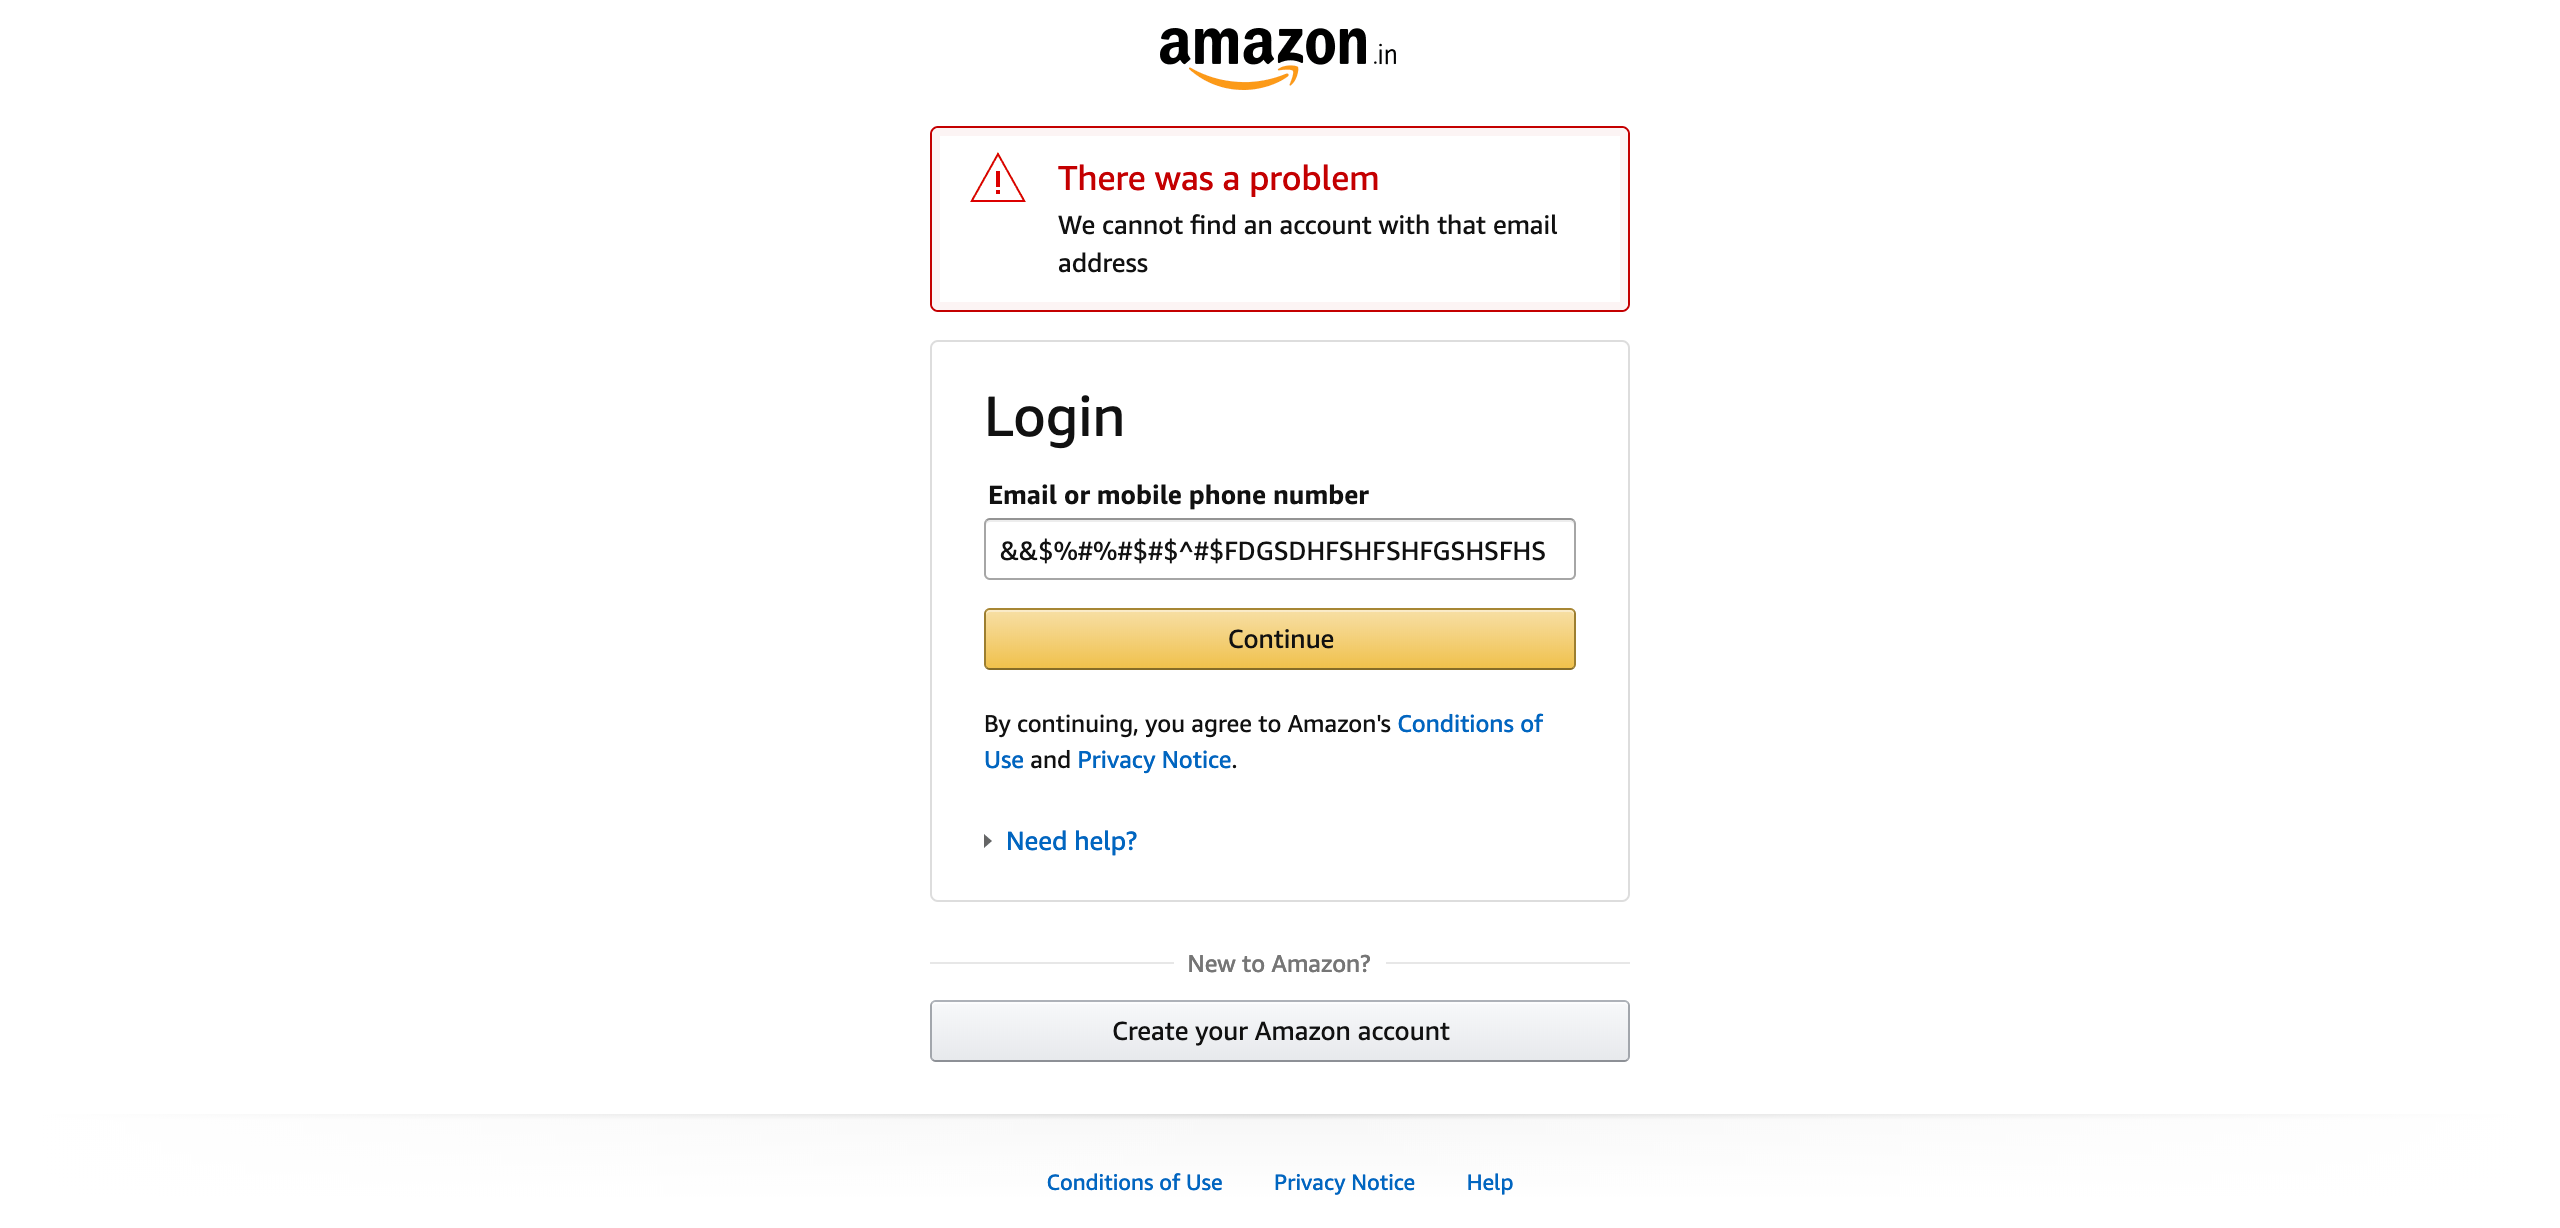 amazon.in
There was a problem
We cannot find an account with that email
address
Login
Email or mobile phone number
&&$%#%#$#$^#$FDGSDHFSHFSHFGSHSFHS
Continue
By continuing, you agree to Amazon's Conditions of
Use and Privacy Notice.
Need help?
New to Amazon?
Create your Amazon account
Conditions of Use Privacy Notice Help